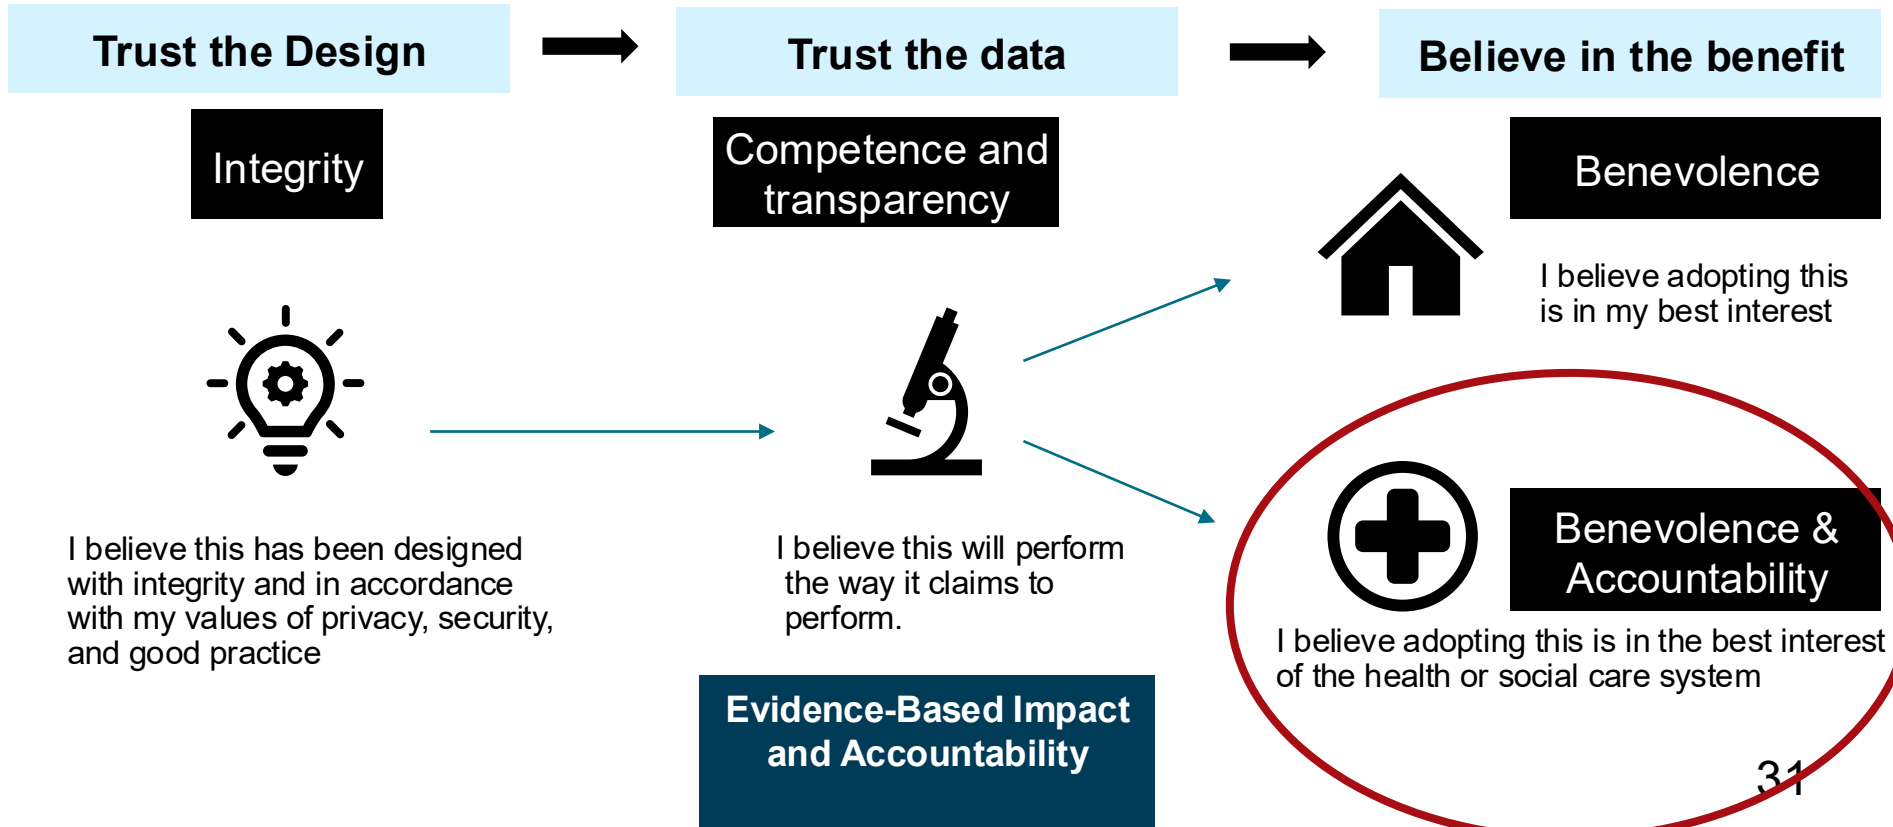 Trust the Design
Trust the data
Believe in the benefit
Integrity
Competence and
transparency
Benevolence
I believe adopting this
is in my best interest
I believe this has been designed
with integrity and in accordance
with my values of privacy, security,
and good practice
I believe this will perform
the way it claims to
perform.
Evidence-Based Impact
and Accountability
Benevolence &
Accountability
I believe adopting this is in the best interest
of the health or social care system
31